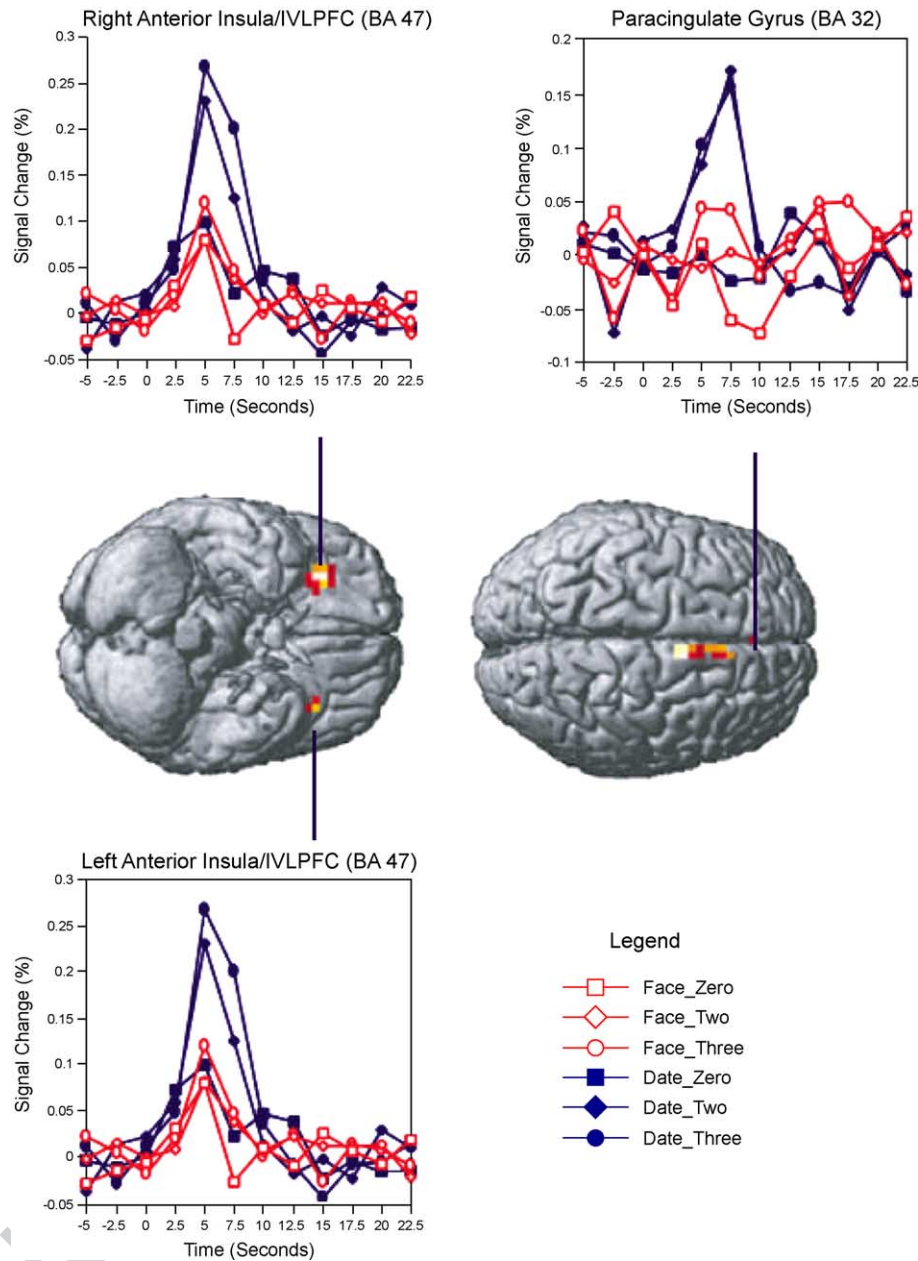 Right Anterior Insula/IVLPFC (BA 47)
0.3
0.25
0.2
0.15
0.1
0.05
0
-0.05
Signal Change (%)
-5 -2.5 0 2.5 5 7.5 10 12.5 15 17.5 20 22.5
Time (Seconds)
Paracingulate Gyrus (BA 32)
0.2
0.15
0.1
0.05
0
-0.05
-0.1
Signal Change (%)
-5 -2.5 0 2.5 5 7.5 10 12.5 15 17.5 20 22.5
Time (Seconds)
Left Anterior Insula/IVLPFC (BA 47)
0.3
0.25
0.2
0.15
0.1
0.05
0
-0.05
Signal Change (%)
-5 -2.5 0 2.5 5 7.5 10 12.5 15 17.5 20 22.5
Time (Seconds)
Legend
Face_Zero
Face_Two
Face_Three
Date_Zero
Date_Two
Date_Three